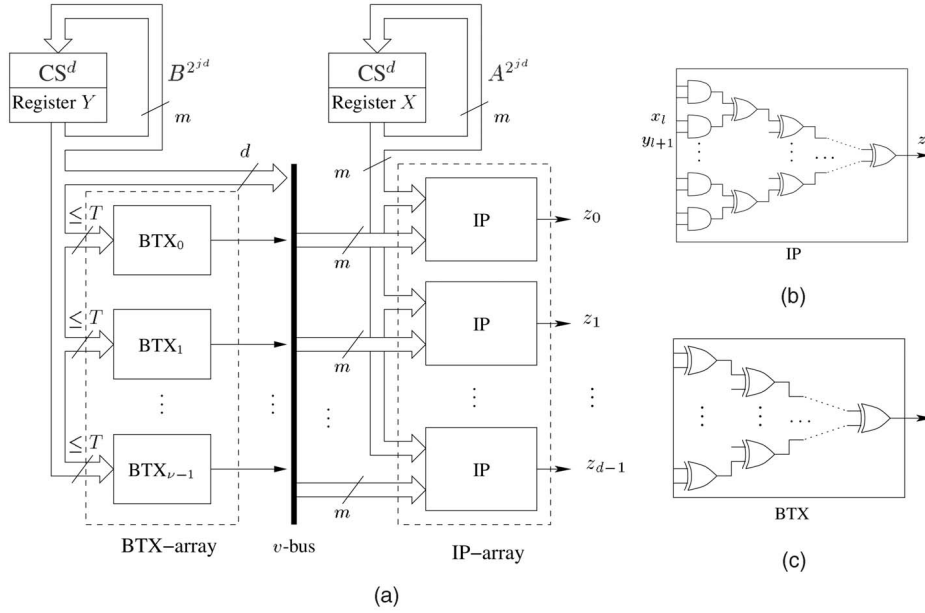 CS^d
Register Y
B^{2^{jd}}
m
CS^d
Register X
A^{2^{jd}}
m
d
m
≤ T
BTX_0
m
IP
z_0
≤ T
BTX_1
m
IP
z_1
≤ T
BTX_{ν−1}
m
IP
z_{d−1}
BTX−array
v-bus
IP−array
(a)
x_l
y_{l+1}
z
IP
(b)
BTX
(c)